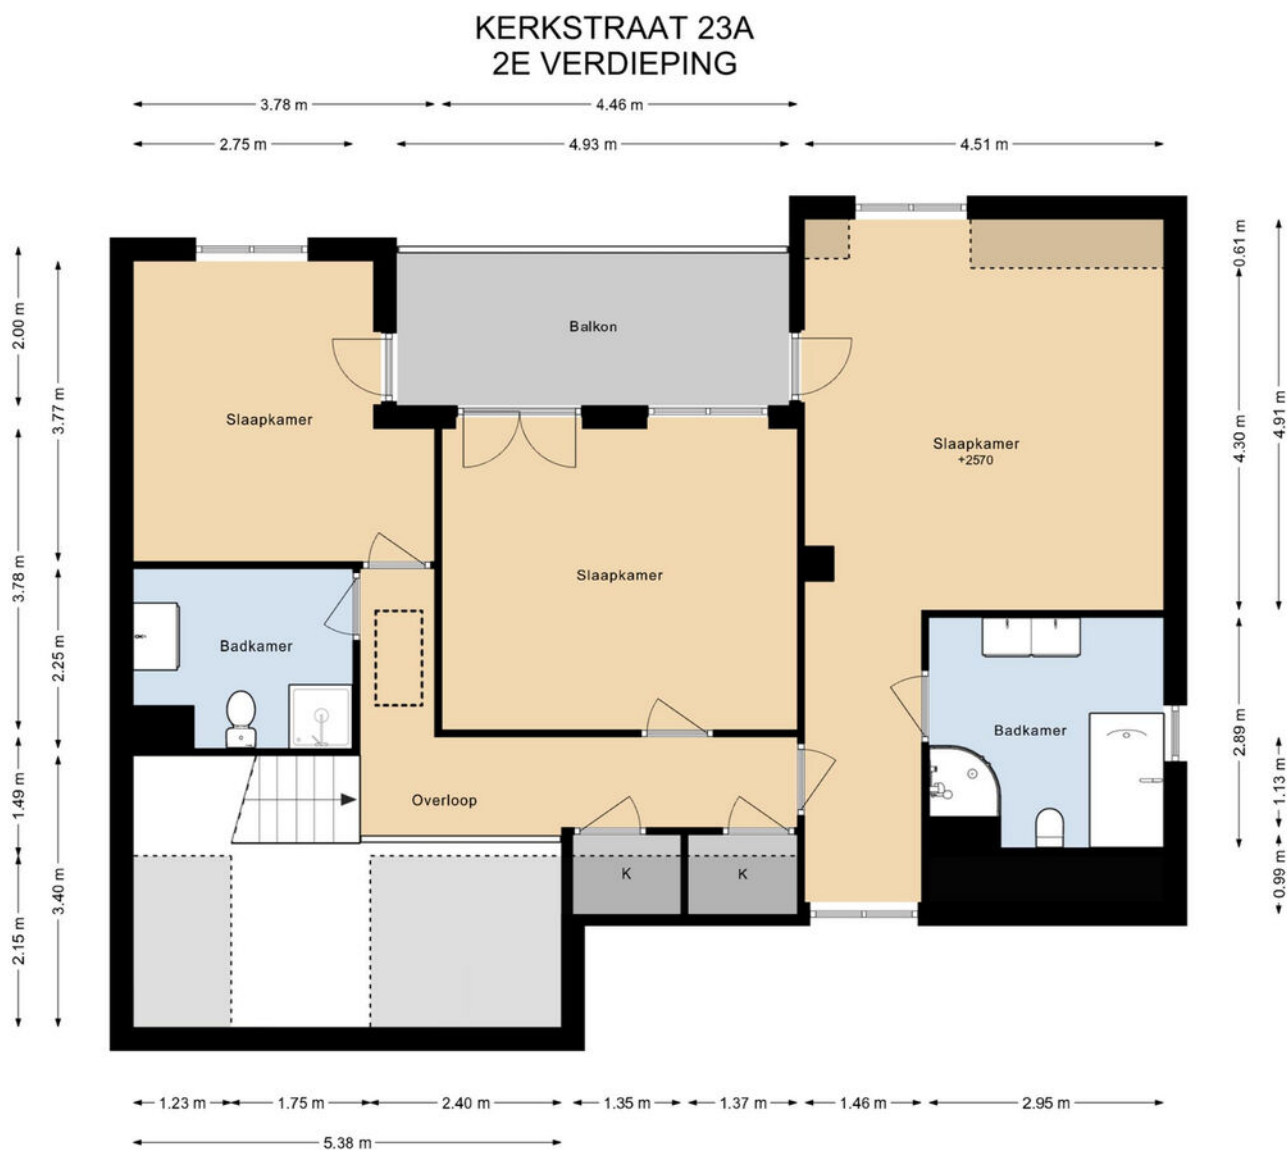 KERKSTRAAT 23A
2E VERDIEPING
3.78 m
4.46 m
2.75 m
4.93 m
4.51 m
2.00 m
3.77 m
3.78 m
2.25 m
1.49 m
3.40 m
2.15 m
Balkon
Slaapkamer
Slaapkamer
+2570
Slaapkamer
Badkamer
Badkamer
Overloop
K
K
0.61 m
4.91 m
4.30 m
2.89 m
1.13 m
0.99 m
1.23 m
1.75 m
2.40 m
1.35 m
1.37 m
1.46 m
2.95 m
5.38 m